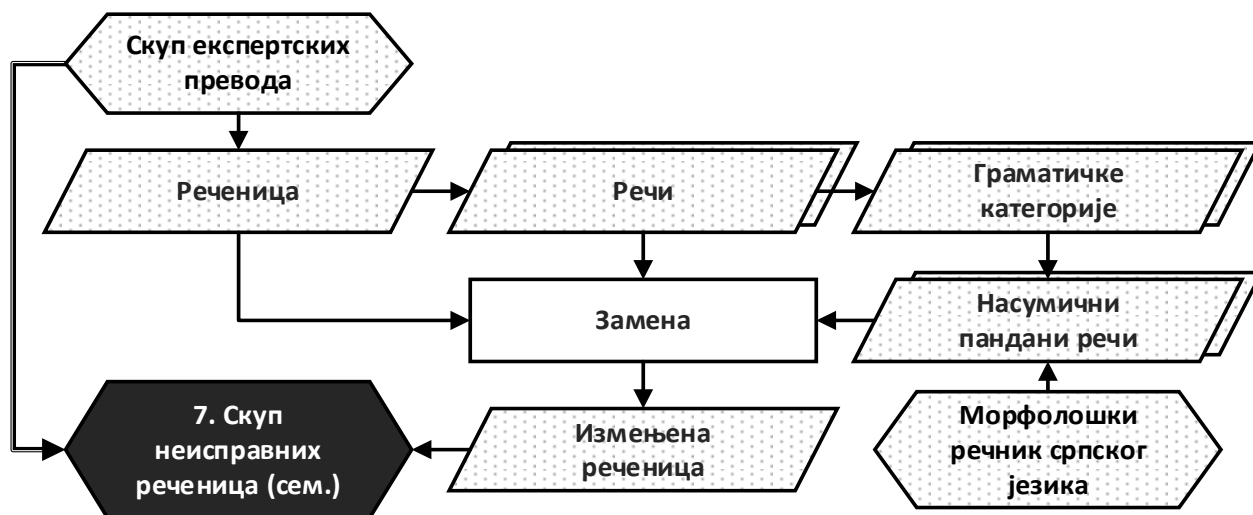 Скуп експертских
превода
Реченица
Речи
Граматичке
категорије
Замена
Насумични
пандани речи
7. Скуп
неисправних
реченица (сем.)
Измењена
реченица
Морфолошки
речник српског
језика